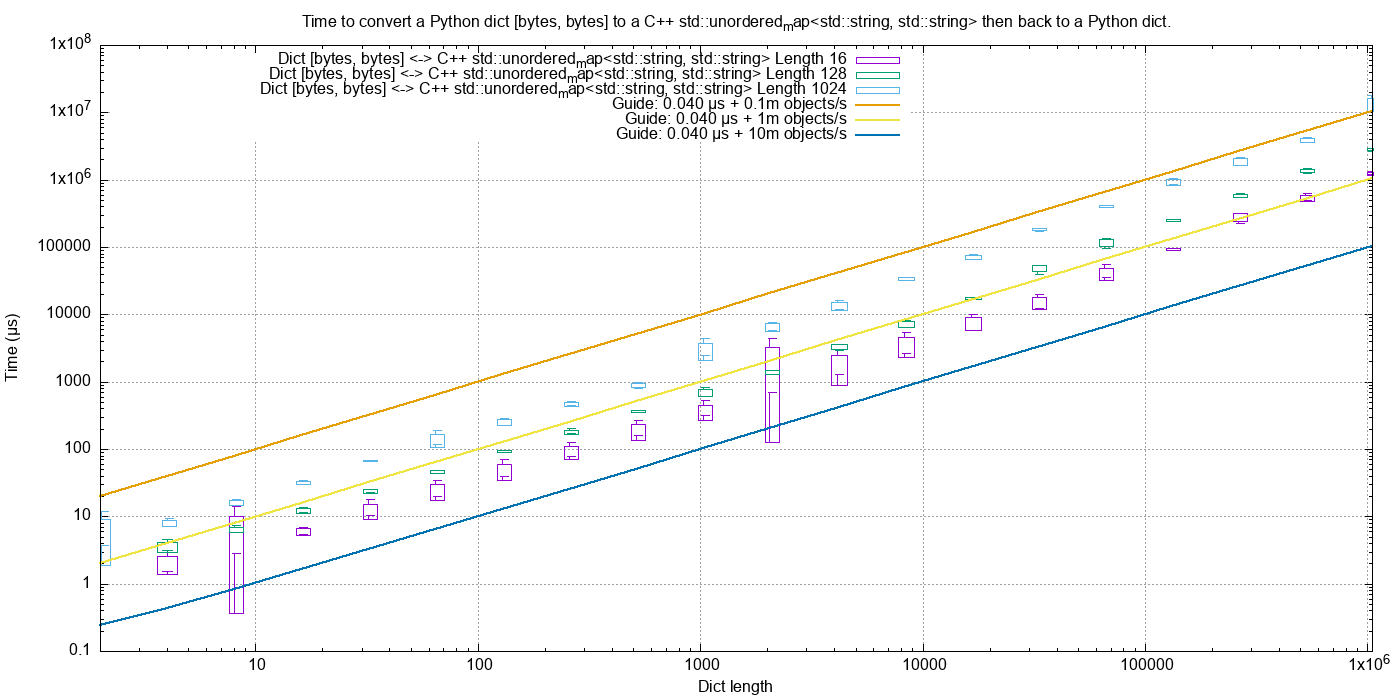 Time to convert a Python dict [bytes, bytes] to a C++ std::unordered_map<std::string, std::string> then back to a Python dict.
1x10^8
1x10^7
1x10^6
100000
10000
1000
100
10
1
0.1
Time (µs)
Dict [bytes, bytes] <-> C++ std::unordered_map<std::string, std::string> Length 16
Dict [bytes, bytes] <-> C++ std::unordered_map<std::string, std::string> Length 128
Dict [bytes, bytes] <-> C++ std::unordered_map<std::string, std::string> Length 1024
Guide: 0.040 µs + 0.1m objects/s
Guide: 0.040 µs + 1m objects/s
Guide: 0.040 µs + 10m objects/s
10 100 1000 10000 100000 1x10^6
Dict length